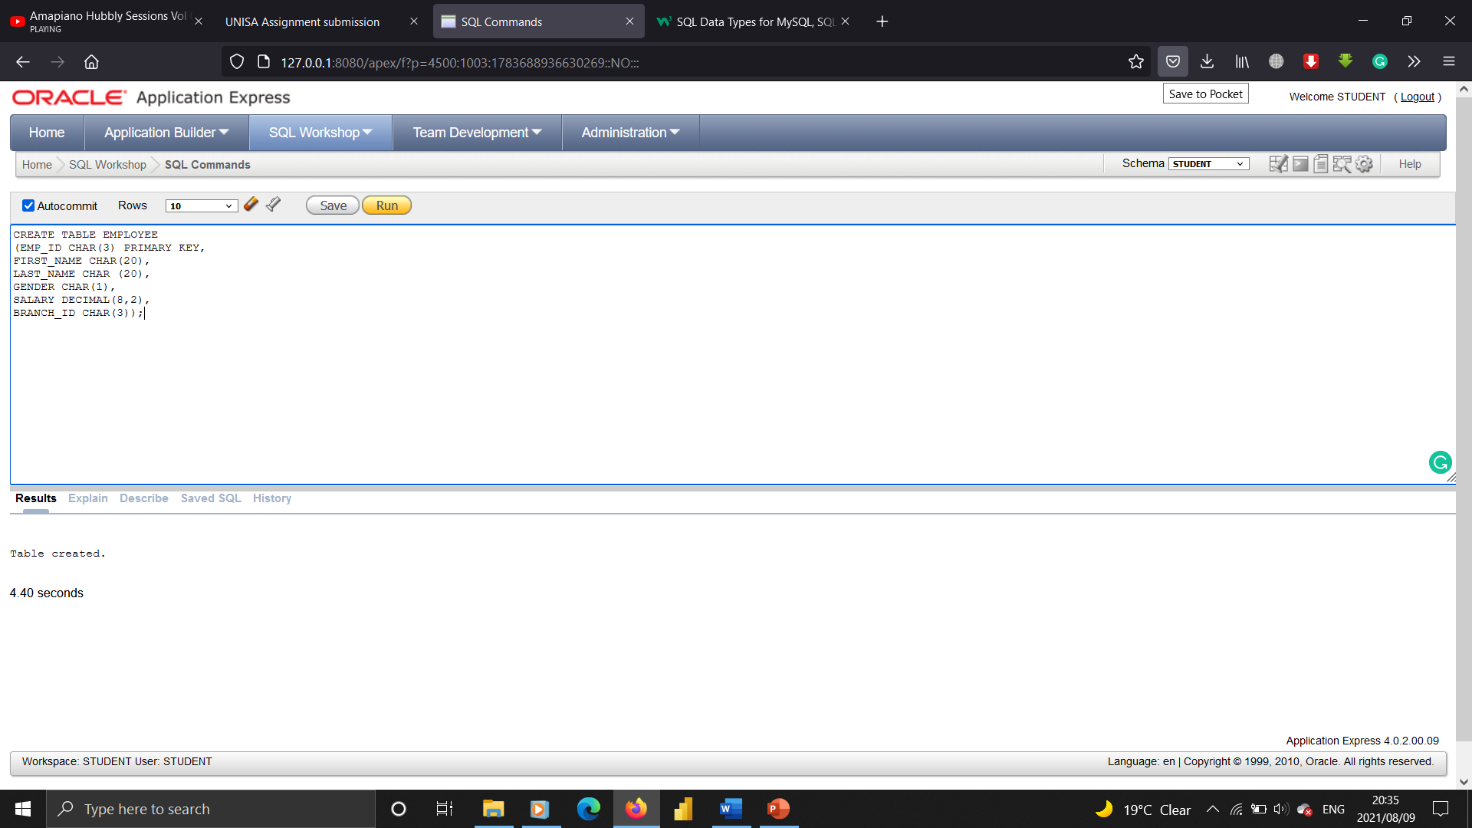 Amapiano Hubbly Sessions Vol
PLAYING
UNISA Assignment submission
SQL Commands
SQL Data Types for MySQL, SQL
127.0.0.1:8080/apex/f?p=4500:1003:1783688936630269::NO:::
Save to Pocket
ORACLE Application Express
Welcome STUDENT ( Logout )
Home
Application Builder
SQL Workshop
Team Development
Administration
Home
SQL Workshop
SQL Commands
Schema STUDENT
Help
Autocommit
Rows
10
Save
Run
CREATE TABLE EMPLOYEE
(EMP_ID CHAR(3) PRIMARY KEY,
FIRST_NAME CHAR(20),
LAST_NAME CHAR (20),
GENDER CHAR(1),
SALARY DECIMAL(8,2),
BRANCH_ID CHAR(3));
Results
Explain
Describe
Saved SQL
History
Table created.
4.40 seconds
Application Express 4.0.2.00.09
Workspace: STUDENT User: STUDENT
Language: en | Copyright © 1999, 2010, Oracle. All rights reserved.
Type here to search
19°C Clear
ENG
20:35
2021/08/09